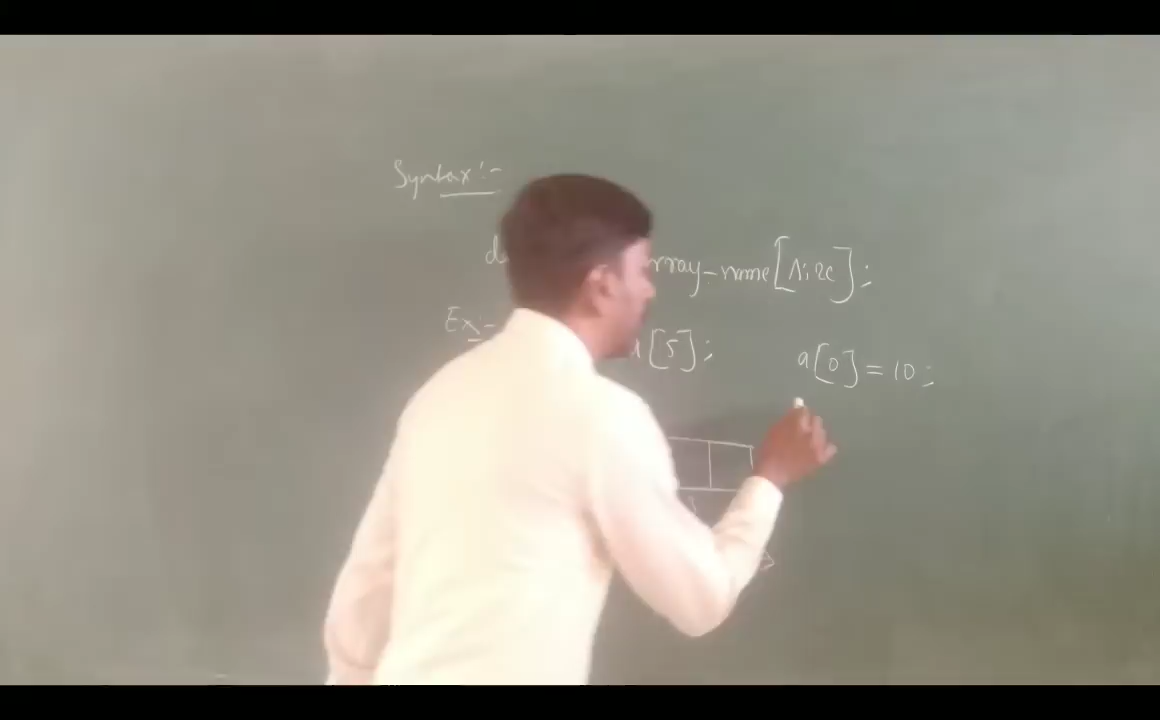 Syntax:-
array-name[size];
Ex:- a[5];
a[0] = 10;